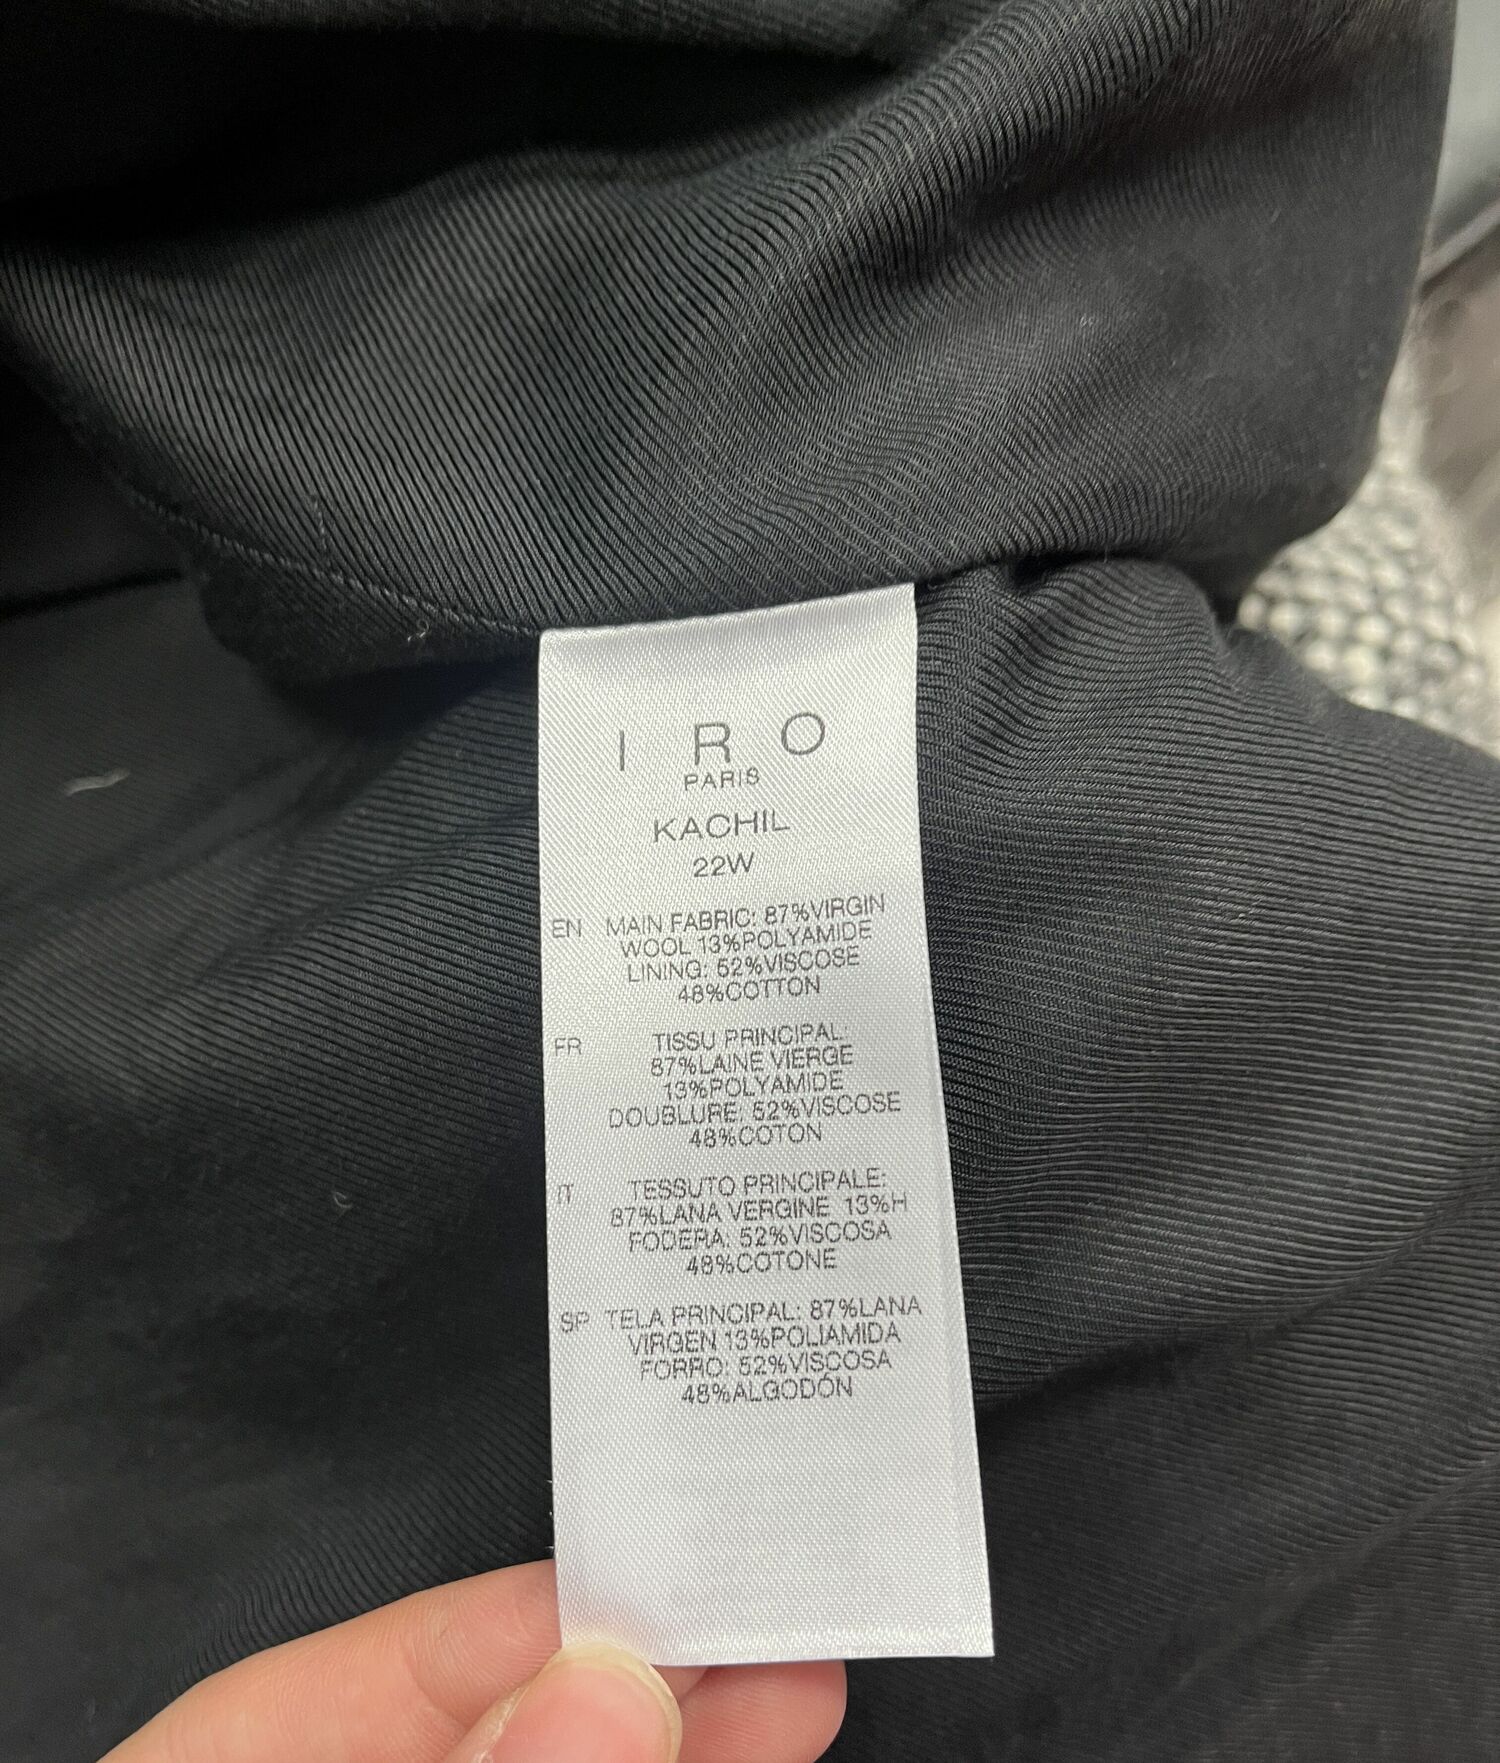 I R O
PARIS
KACHIL
22W
EN MAIN FABRIC: 87%VIRGIN
WOOL 13%POLYAMIDE
LINING: 52%VISCOSE
48%COTTON
FR TISSU PRINCIPAL:
87%LAINE VIERGE
13%POLYAMIDE
DOUBLURE: 52%VISCOSE
48%COTON
IT TESSUTO PRINCIPALE:
87%LANA VERGINE 13%H
FODERA: 52%VISCOSA
48%COTONE
SP TELA PRINCIPAL: 87%LANA
VIRGEN 13%POLIAMIDA
FORRO: 52%VISCOSA
48%ALGODÓN